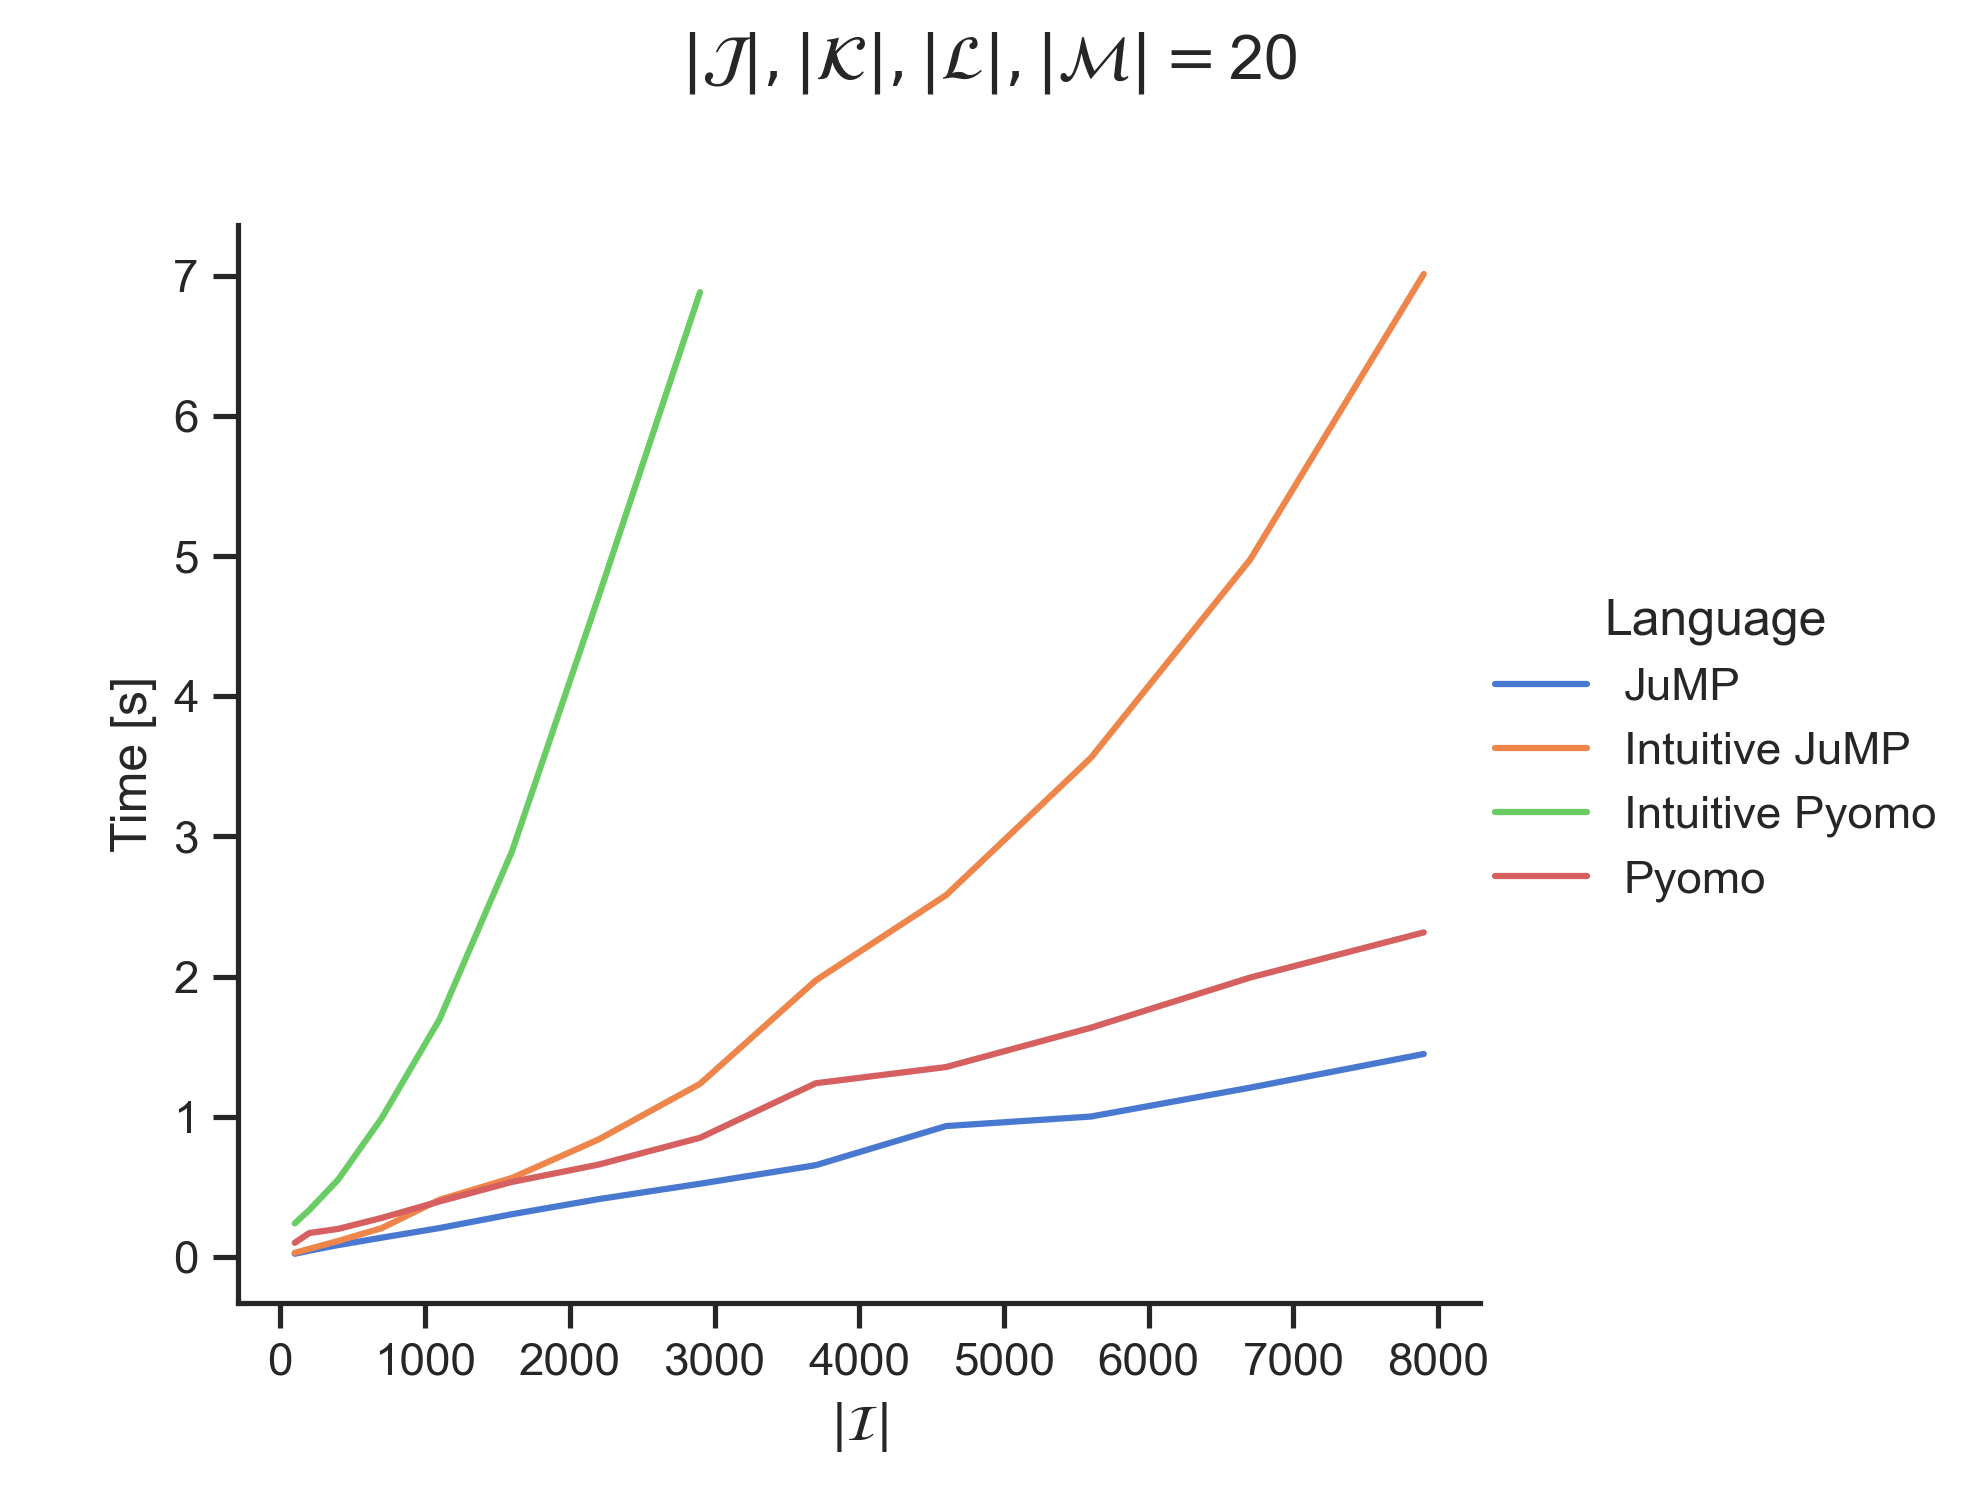 |𝒥|, |𝒦|, |ℒ|, |ℳ| = 20
7
6
5
4
3
2
1
0
Time [s]
0 1000 2000 3000 4000 5000 6000 7000 8000
|ℐ|
Language
JuMP
Intuitive JuMP
Intuitive Pyomo
Pyomo